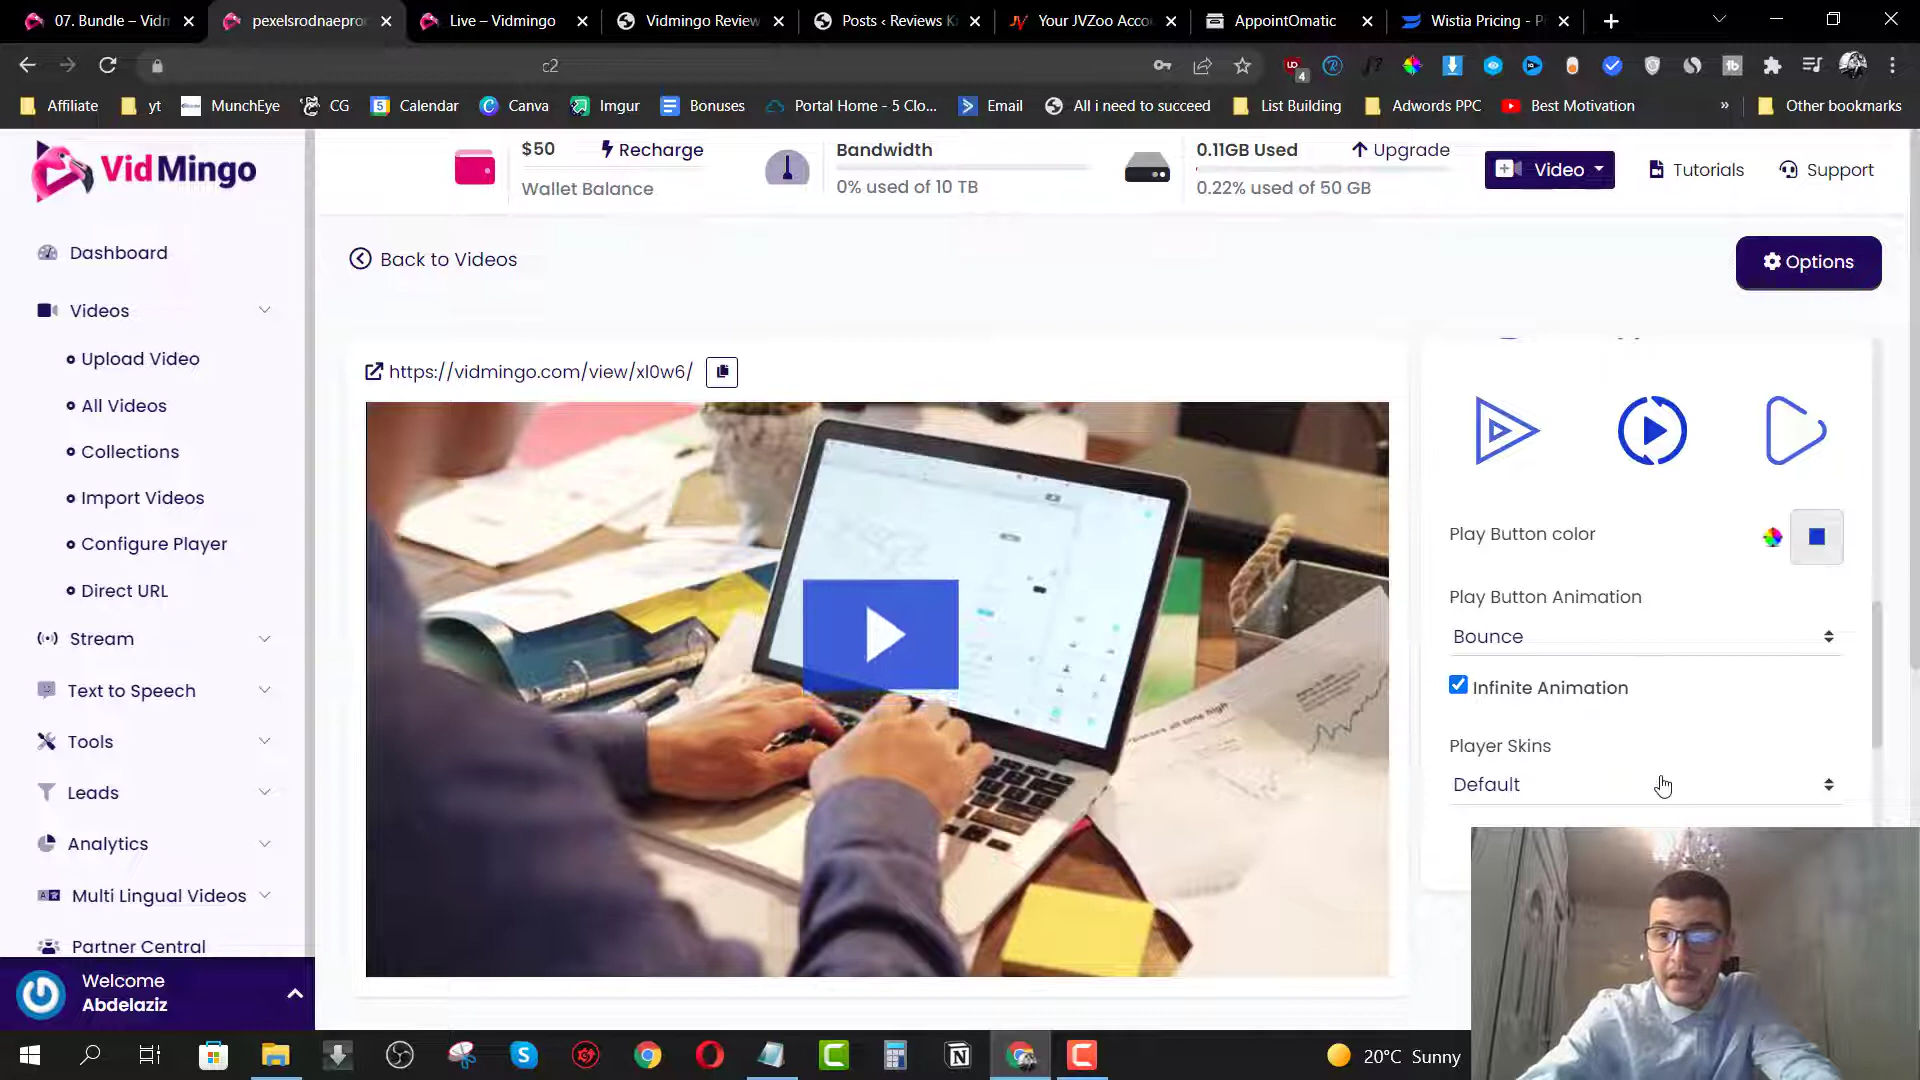 07. Bundle – Vidm
pexelsrodnaepro
Live – Vidmingo
Vidmingo Review
Posts ‹ Reviews K
Your JVZoo Acco
AppointOmatic
Wistia Pricing - P
c2
4
Affiliate
yt
MunchEye
CG
Calendar
Canva
Imgur
Bonuses
Portal Home - 5 Clo...
Email
All i need to succeed
List Building
Adwords PPC
Best Motivation
»
Other bookmarks
VidMingo
$50
Recharge
Wallet Balance
Bandwidth
0% used of 10 TB
0.11GB Used
Upgrade
0.22% used of 50 GB
Video
Tutorials
Support
Dashboard
Videos
Upload Video
All Videos
Collections
Import Videos
Configure Player
Direct URL
Stream
Text to Speech
Tools
Leads
Analytics
Multi Lingual Videos
Partner Central
Welcome
Abdelaziz
Back to Videos
Options
https://vidmingo.com/view/xl0w6/
Play Button color
Play Button Animation
Bounce
Infinite Animation
Player Skins
Default
20°C Sunny